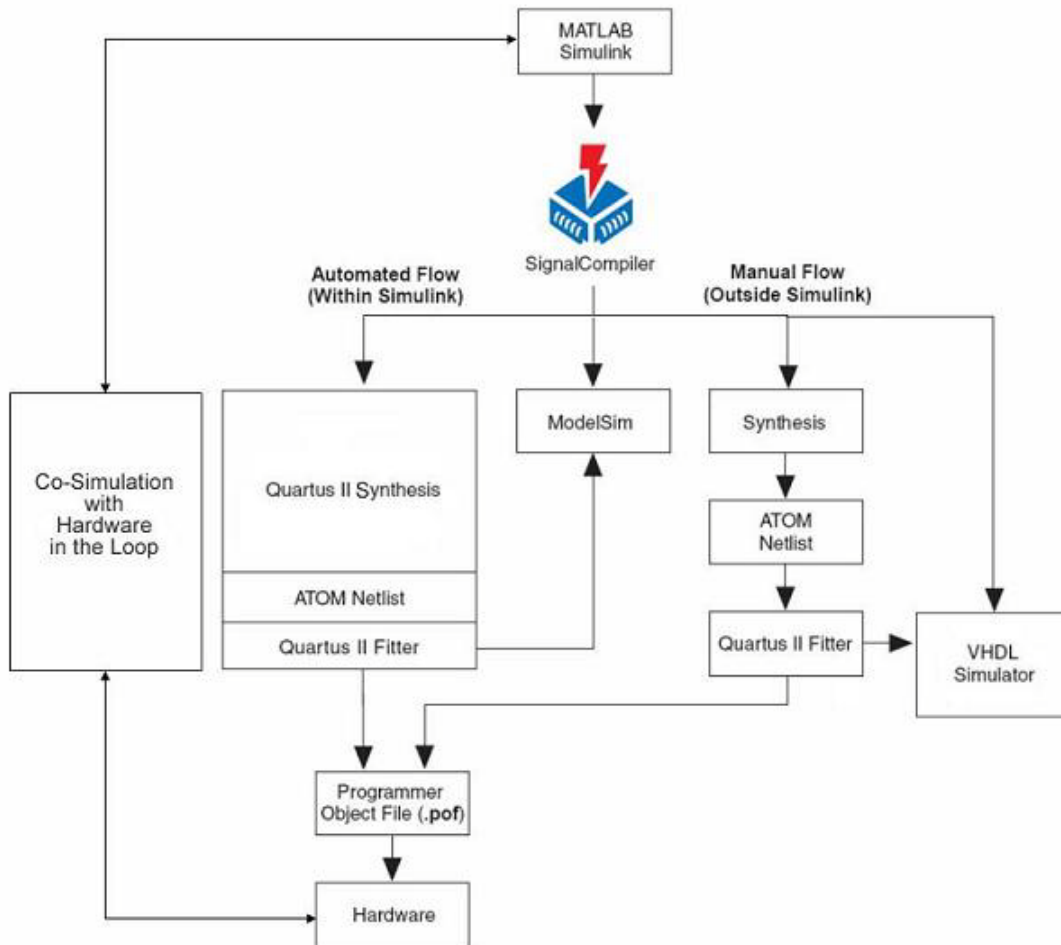 MATLAB
Simulink
SignalCompiler
Automated Flow
(Within Simulink)
Manual Flow
(Outside Simulink)
Co-Simulation
with
Hardware
in the Loop
Quartus II Synthesis
ATOM Netlist
Quartus II Fitter
ModelSim
Synthesis
ATOM
Netlist
Quartus II Fitter
VHDL
Simulator
Programmer
Object File (.pof)
Hardware